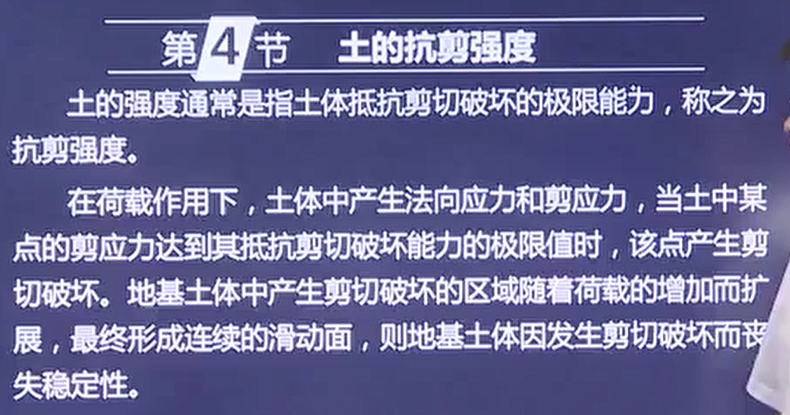 第4节 土的抗剪强度
土的强度通常是指土体抵抗剪切破坏的极限能力，称之为
抗剪强度。
在荷载作用下，土体中产生法向应力和剪应力，当土中某
点的剪应力达到其抵抗剪切破坏能力的极限值时，该点产生剪
切破坏。地基土体中产生剪切破坏的区域随着荷载的增加而扩
展，最终形成连续的滑动面，则地基土体因发生剪切破坏而丧
失稳定性。